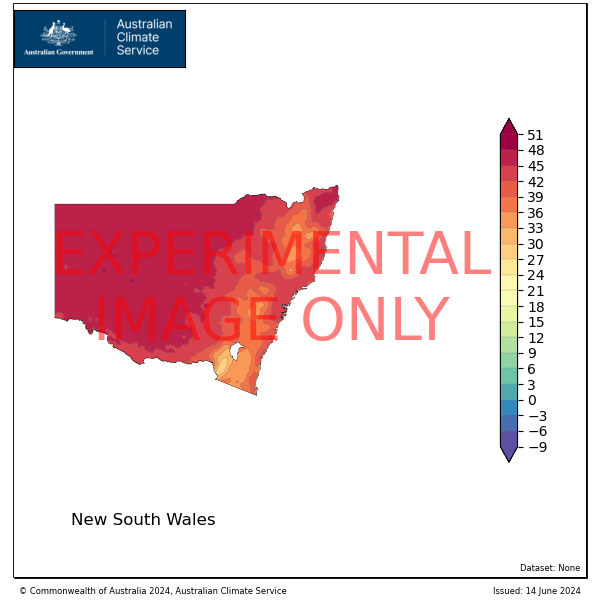 Australian Government
Australian
Climate
Service
51
48
45
42
39
36
33
30
27
24
21
18
15
12
9
6
3
0
−3
−6
−9
EXPERIMENTAL
IMAGE ONLY
New South Wales
Dataset: None
© Commonwealth of Australia 2024, Australian Climate Service
Issued: 14 June 2024